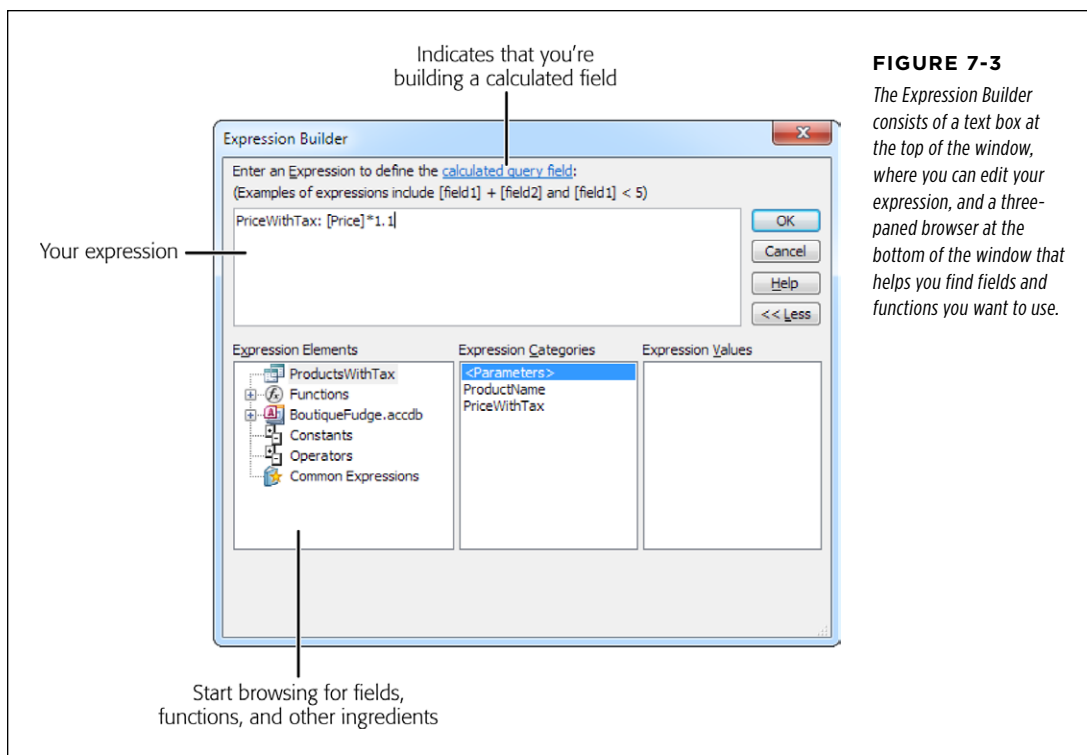 Indicates that you're
building a calculated field
FIGURE 7-3
The Expression Builder
consists of a text box at
the top of the window,
where you can edit your
expression, and a three-
paned browser at the
bottom of the window that
helps you find fields and
functions you want to use.
Expression Builder
Enter an Expression to define the calculated query field:
(Examples of expressions include [field1] + [field2] and [field1] < 5)
PriceWithTax: [Price]*1.1
OK
Cancel
Help
<< Less
Your expression
Expression Elements
ProductsWithTax
Functions
BoutiqueFudge.accdb
Constants
Operators
Common Expressions
Expression Categories
<Parameters>
ProductName
PriceWithTax
Expression Values
Start browsing for fields,
functions, and other ingredients